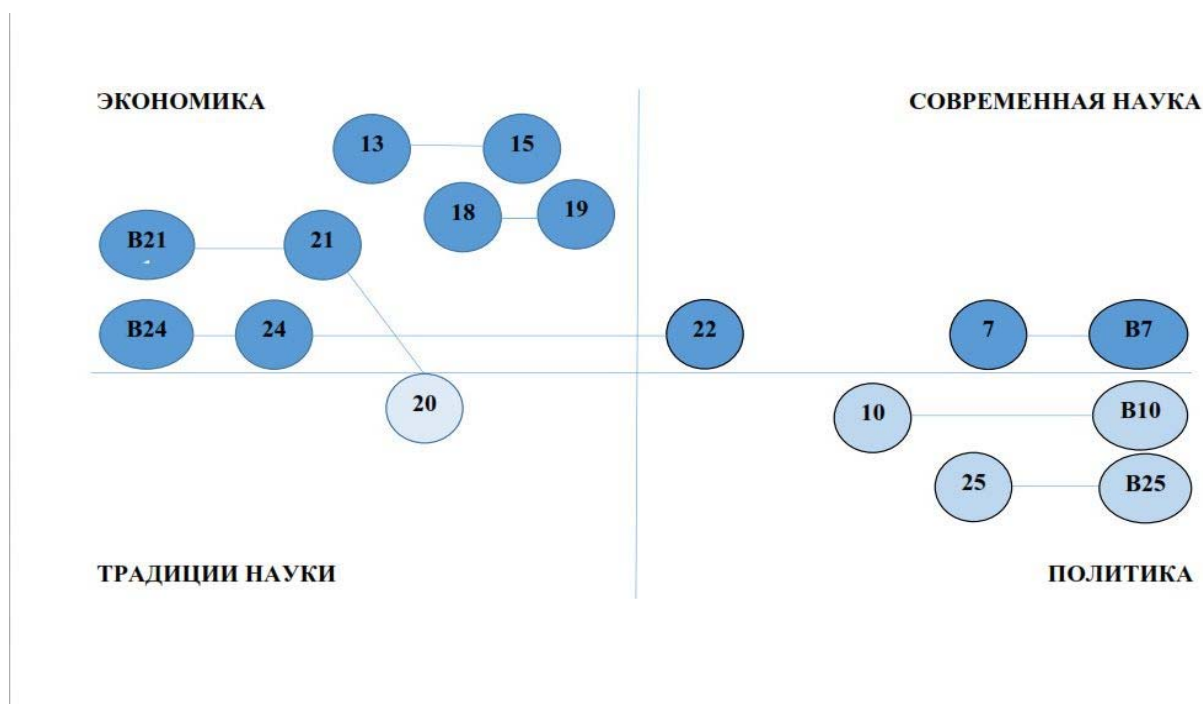 ЭКОНОМИКА
СОВРЕМЕННАЯ НАУКА
13
15
18
19
В21
21
В24
24
22
7
В7
20
10
В10
25
В25
ТРАДИЦИИ НАУКИ
ПОЛИТИКА